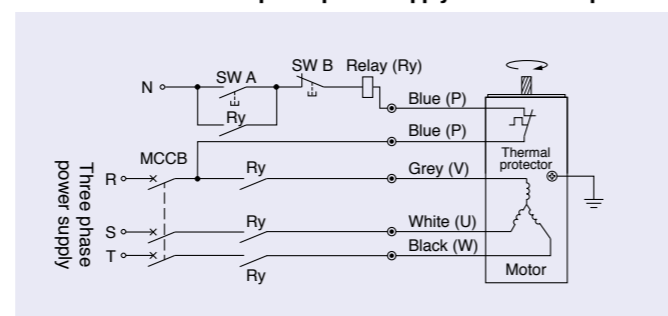 N
SW A
SW B
Relay (Ry)
Ry
Blue (P)
Blue (P)
Thermal
protector
Three phase
power supply
MCCB
R
Ry
Grey (V)
S
Ry
White (U)
T
Ry
Black (W)
Motor